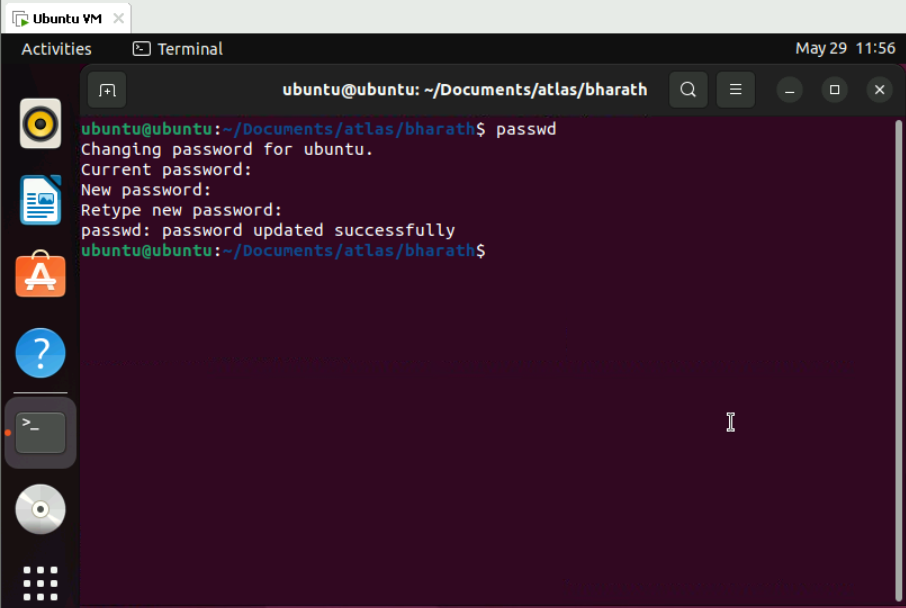 Ubuntu VM
Activities
Terminal
May 29 11:56
ubuntu@ubuntu: ~/Documents/atlas/bharath
ubuntu@ubuntu:~/Documents/atlas/bharath$ passwd
Changing password for ubuntu.
Current password:
New password:
Retype new password:
passwd: password updated successfully
ubuntu@ubuntu:~/Documents/atlas/bharath$